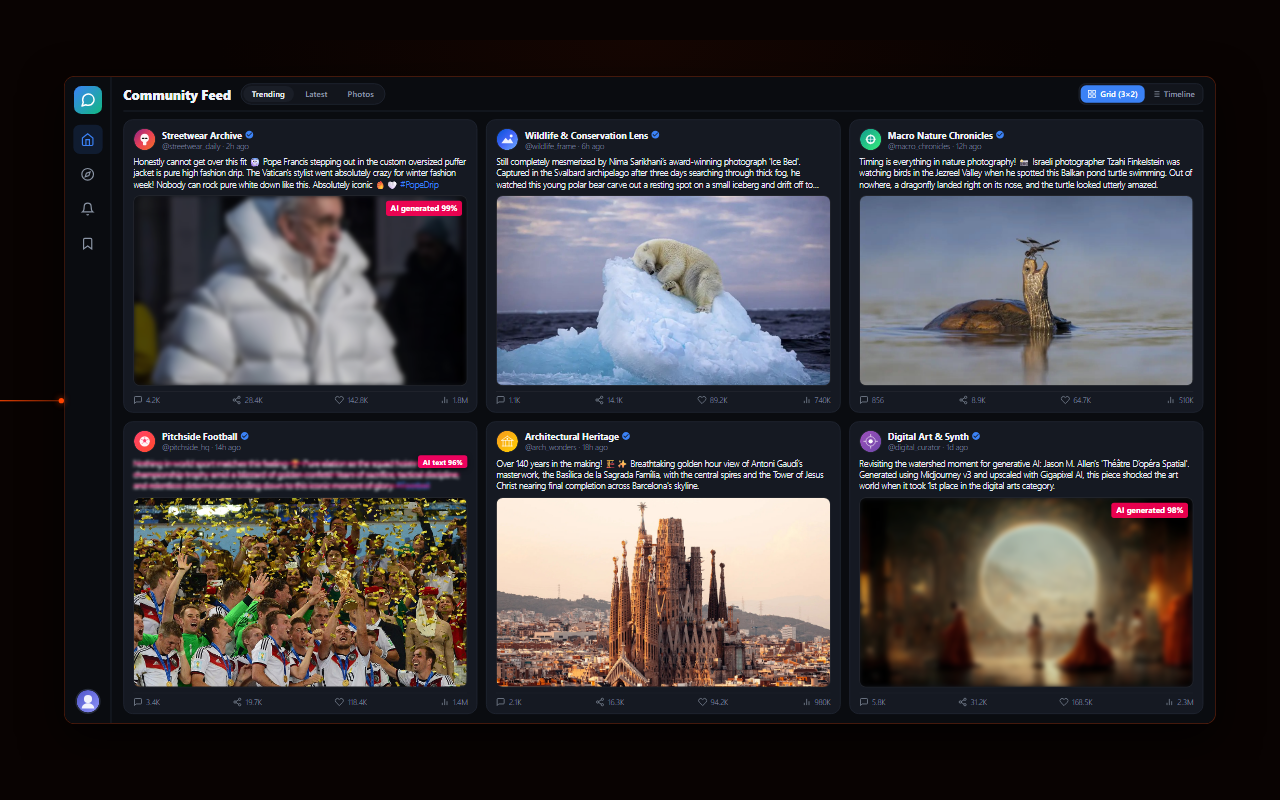 Community Feed
Trending
Latest
Photos
Grid (3×2)
Timeline
Streetwear Archive
@streetwear_daily · 2h ago
Honestly cannot get over this fit 🥶 Pope Francis stepping out in the custom oversized puffer
jacket is pure high fashion drip. The Vatican's stylist went absolutely crazy for winter fashion
week! Nobody can rock pure white down like this. Absolutely iconic 🔥 🤍 #PopeDrip
AI generated 99%
4.2K
28.4K
142.8K
1.8M
Wildlife & Conservation Lens
@wildlife_frame · 6h ago
Still completely mesmerized by Nima Sarikhani's award-winning photograph 'Ice Bed'.
Captured in the Svalbard archipelago after three days searching through thick fog, he
watched this young polar bear carve out a resting spot on a small iceberg and drift off to...
1.1K
14.1K
89.2K
740K
Macro Nature Chronicles
@macro_chronicles · 12h ago
Timing is everything in nature photography! 📷 Israeli photographer Tzahi Finkelstein was
watching birds in the Jezreel Valley when he spotted this Balkan pond turtle swimming. Out of
nowhere, a dragonfly landed right on its nose, and the turtle looked utterly amazed.
856
8.9K
64.7K
510K
Pitchside Football
@pitchside_hq · 14h ago
AI text 96%
3.4K
19.7K
118.4K
1.4M
Architectural Heritage
@arch_wonders · 18h ago
Over 140 years in the making! 🏗️ ✨ Breathtaking golden hour view of Antoni Gaudí's
masterwork, the Basílica de la Sagrada Família, with the central spires and the Tower of Jesus
Christ nearing final completion across Barcelona's skyline.
2.1K
16.3K
94.2K
980K
Digital Art & Synth
@digital_curator · 1d ago
Revisiting the watershed moment for generative AI: Jason M. Allen's 'Théâtre D'opéra Spatial'.
Generated using Midjourney v3 and upscaled with Gigapixel AI, this piece shocked the art
world when it took 1st place in the digital arts category.
AI generated 98%
5.8K
31.2K
168.5K
2.3M